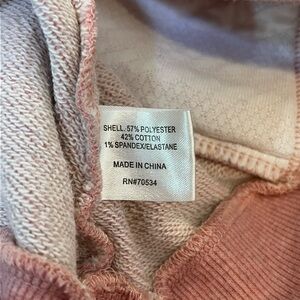 SHELL: 57% POLYESTER
42% COTTON
1% SPANDEX/ELASTANE
MADE IN CHINA
RN#70534